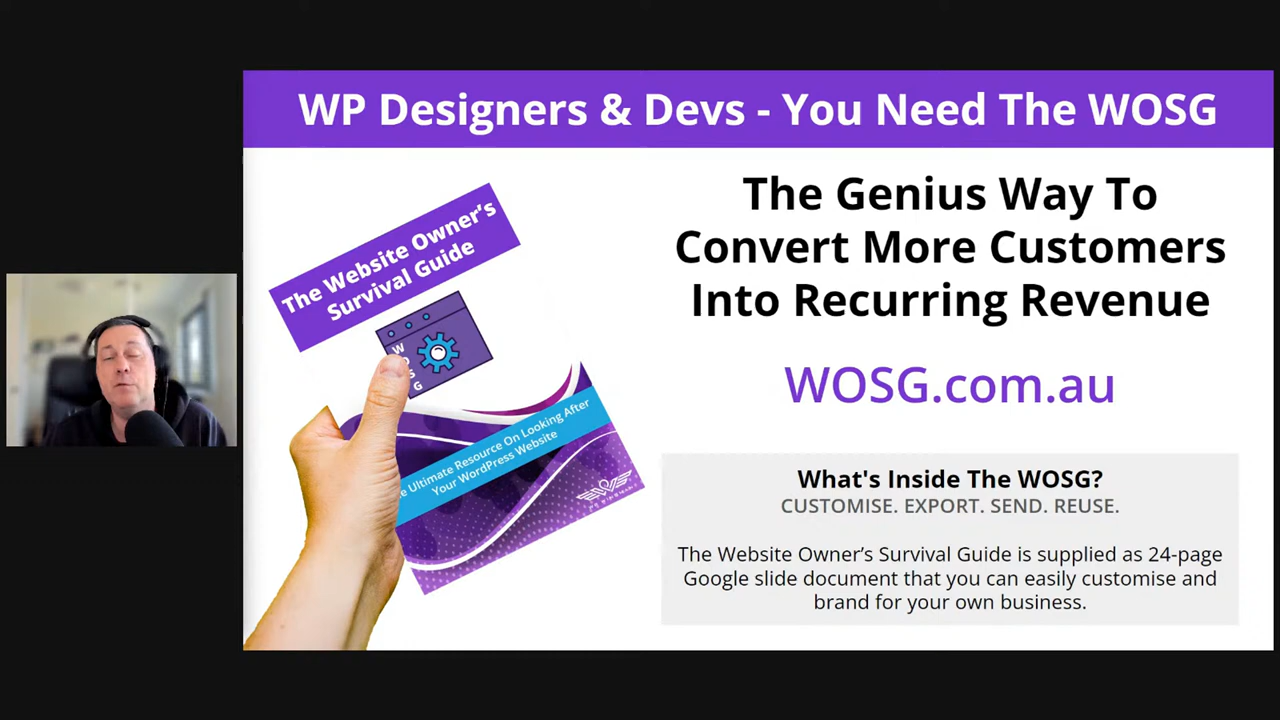 WP Designers & Devs - You Need The WOSG
The Website Owner's
Survival Guide
W
O
S
G
Ultimate Resource On Looking After
Your WordPress Website
The Genius Way To
Convert More Customers
Into Recurring Revenue
WOSG.com.au
What's Inside The WOSG?
CUSTOMISE. EXPORT. SEND. REUSE.
The Website Owner’s Survival Guide is supplied as 24-page
Google slide document that you can easily customise and
brand for your own business.